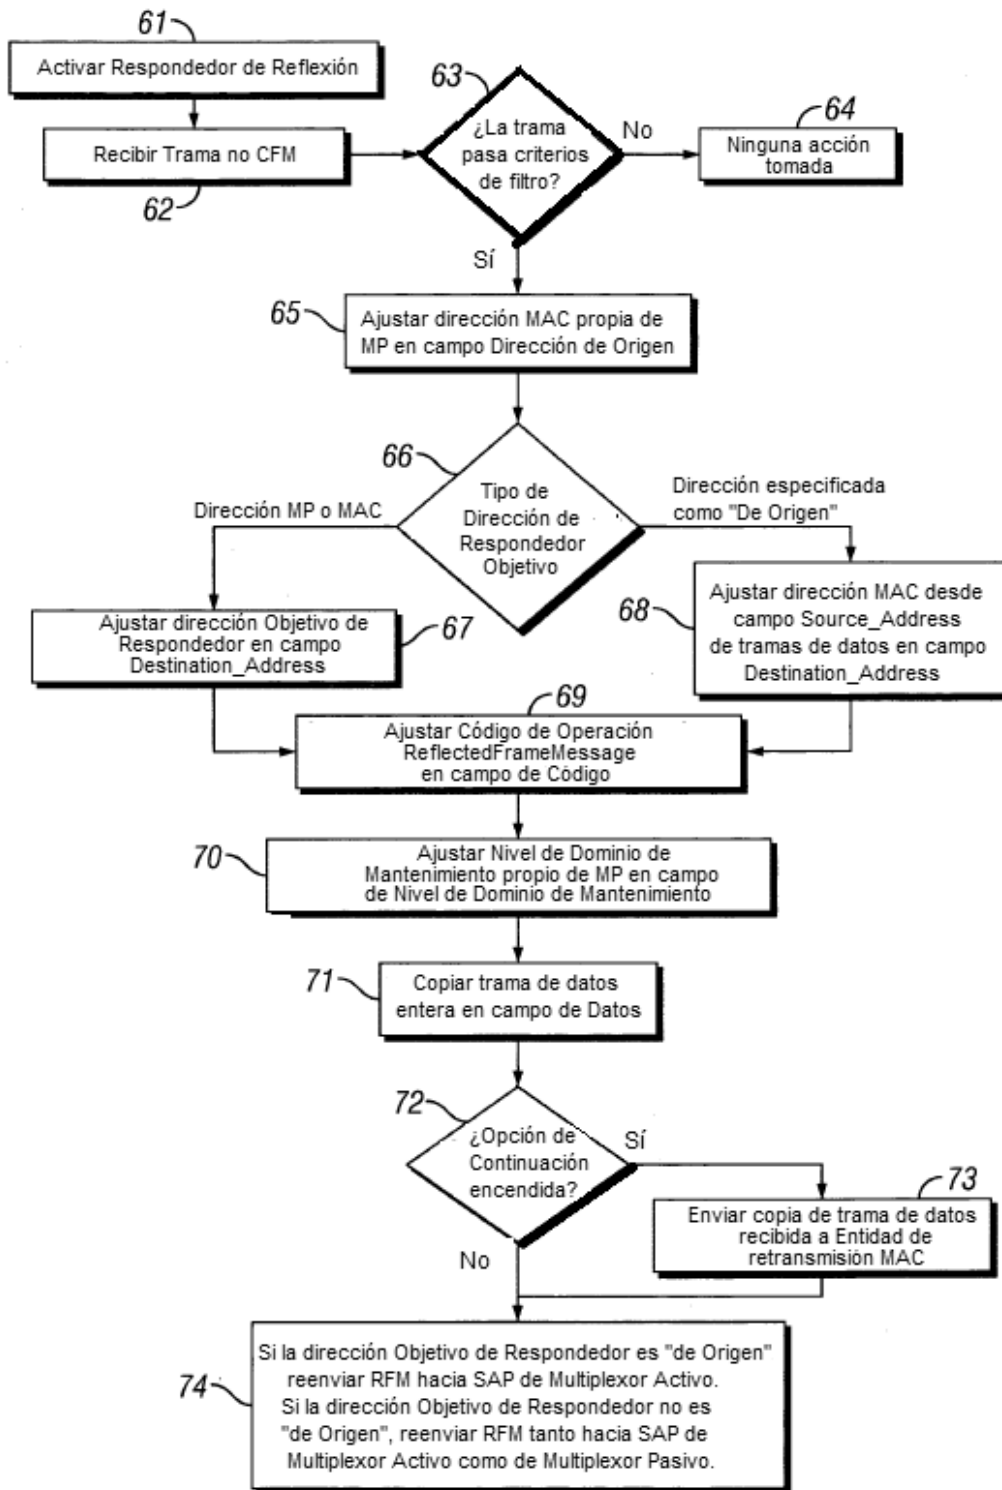 61
Activar Respondedor de Reflexión
Recibir Trama no CFM
62
63
¿La trama
pasa criterios
de filtro?
No
64
Ninguna acción
tomada
Sí
65
Ajustar dirección MAC propia de
MP en campo Dirección de Origen
66
Tipo de
Dirección de
Respondedor
Objetivo
Dirección MP o MAC
Dirección especificada
como "De Origen"
Ajustar dirección Objetivo de
Respondedor en campo
Destination_Address
67
68
Ajustar dirección MAC desde
campo Source_Address
de tramas de datos en campo
Destination_Address
69
Ajustar Código de Operación
ReflectedFrameMessage
en campo de Código
70
Ajustar Nivel de Dominio de
Mantenimiento propio de MP en campo
de Nivel de Dominio de Mantenimiento
71
Copiar trama de datos
entera en campo de Datos
72
¿Opción de
Continuación
encendida?
Sí
73
Enviar copia de trama de datos
recibida a Entidad de
retransmisión MAC
No
74
Si la dirección Objetivo de Respondedor es "de Origen"
reenviar RFM hacia SAP de Multiplexor Activo.
Si la dirección Objetivo de Respondedor no es
"de Origen", reenviar RFM tanto hacia SAP de
Multiplexor Activo como de Multiplexor Pasivo.